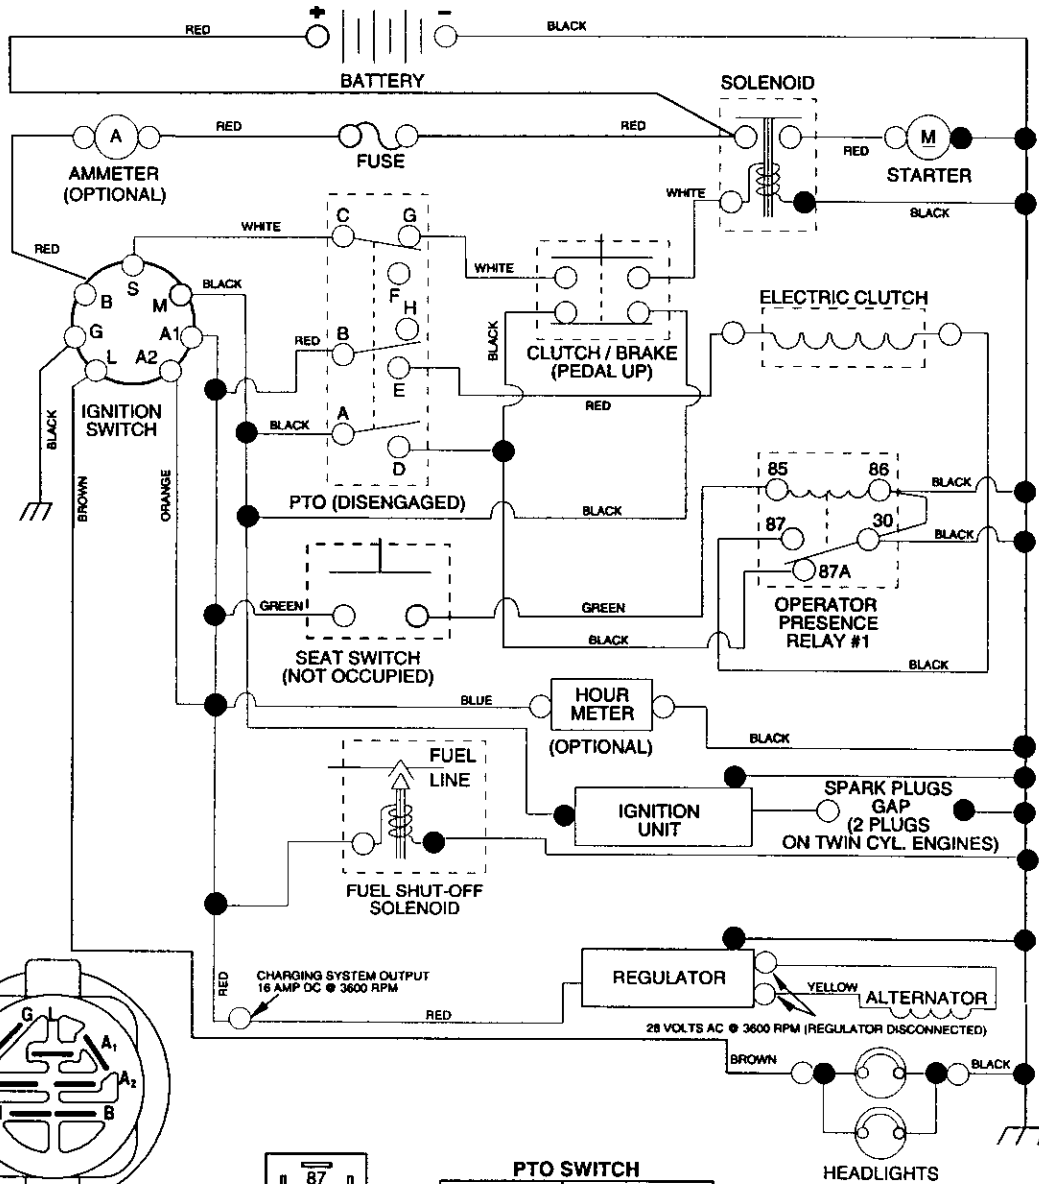 +
-
RED
BLACK
BATTERY
SOLENOID
A
RED
RED
FUSE
RED
M
STARTER
AMMETER
(OPTIONAL)
WHITE
BLACK
RED
WHITE
C
G
S
B
M
BLACK
G
A1
L
A2
F
H
B
RED
E
WHITE
BLACK
CLUTCH / BRAKE
(PEDAL UP)
ELECTRIC CLUTCH
RED
IGNITION
SWITCH
BLACK
BROWN
ORANGE
A
BLACK
D
PTO (DISENGAGED)
BLACK
85
86
BLACK
87
30
BLACK
87A
OPERATOR
PRESENCE
RELAY #1
GREEN
GREEN
BLACK
BLACK
SEAT SWITCH
(NOT OCCUPIED)
BLUE
HOUR
METER
(OPTIONAL)
BLACK
FUEL
LINE
IGNITION
UNIT
SPARK PLUGS
GAP
(2 PLUGS
ON TWIN CYL. ENGINES)
FUEL SHUT-OFF
SOLENOID
RED
CHARGING SYSTEM OUTPUT
16 AMP DC @ 3600 RPM
RED
REGULATOR
YELLOW
ALTERNATOR
28 VOLTS AC @ 3600 RPM (REGULATOR DISCONNECTED)
BROWN
BLACK
HEADLIGHTS
G
L
A1
A2
B
87
PTO SWITCH